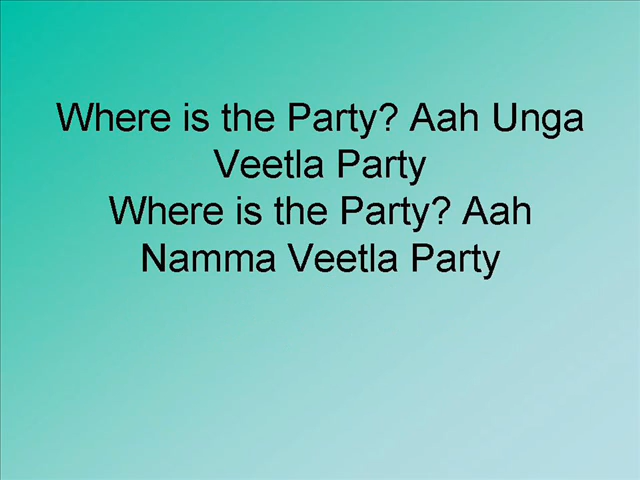 Where is the Party? Aah Unga
Veetla Party
Where is the Party? Aah
Namma Veetla Party